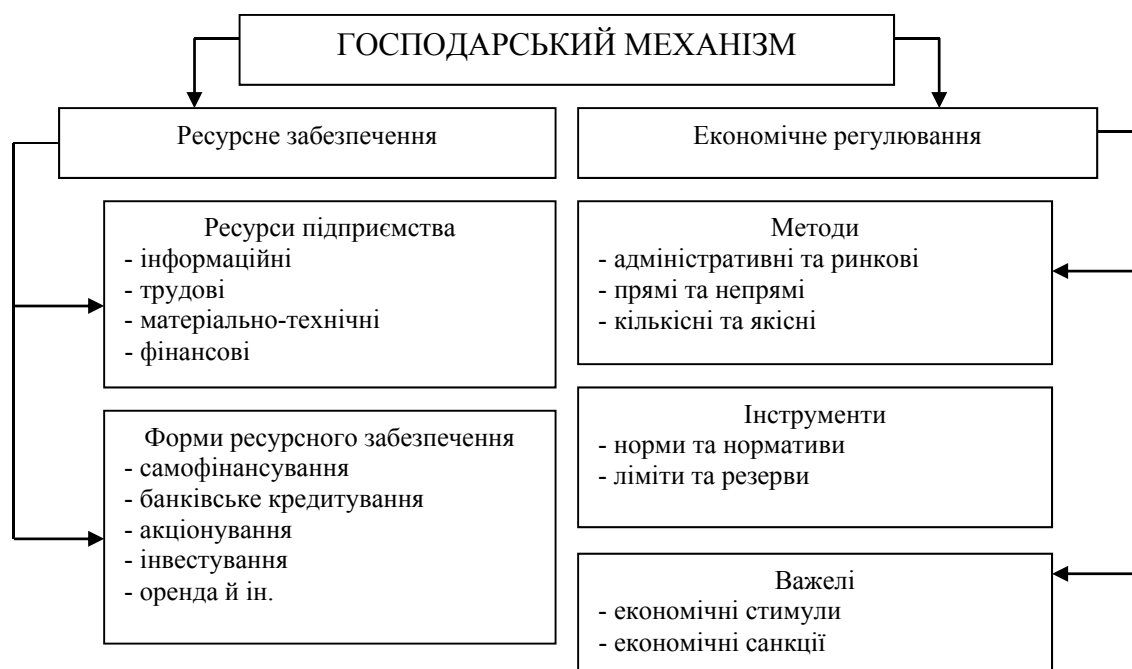 ГОСПОДАРСЬКИЙ МЕХАНІЗМ
Ресурсне забезпечення
Економічне регулювання
Ресурси підприємства
- інформаційні
- трудові
- матеріально-технічні
- фінансові
Методи
- адміністративні та ринкові
- прямі та непрямі
- кількісні та якісні
Форми ресурсного забезпечення
- самофінансування
- банківське кредитування
- акціонування
- інвестування
- оренда й ін.
Інструменти
- норми та нормативи
- ліміти та резерви
Важелі
- економічні стимули
- економічні санкції